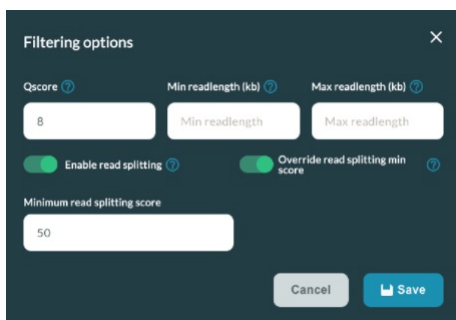 Filtering options
Qscore
Min readlength (kb)
Max readlength (kb)
8
Min readlength
Max readlength
Enable read splitting
Override read splitting min
score
Minimum read splitting score
50
Cancel
Save